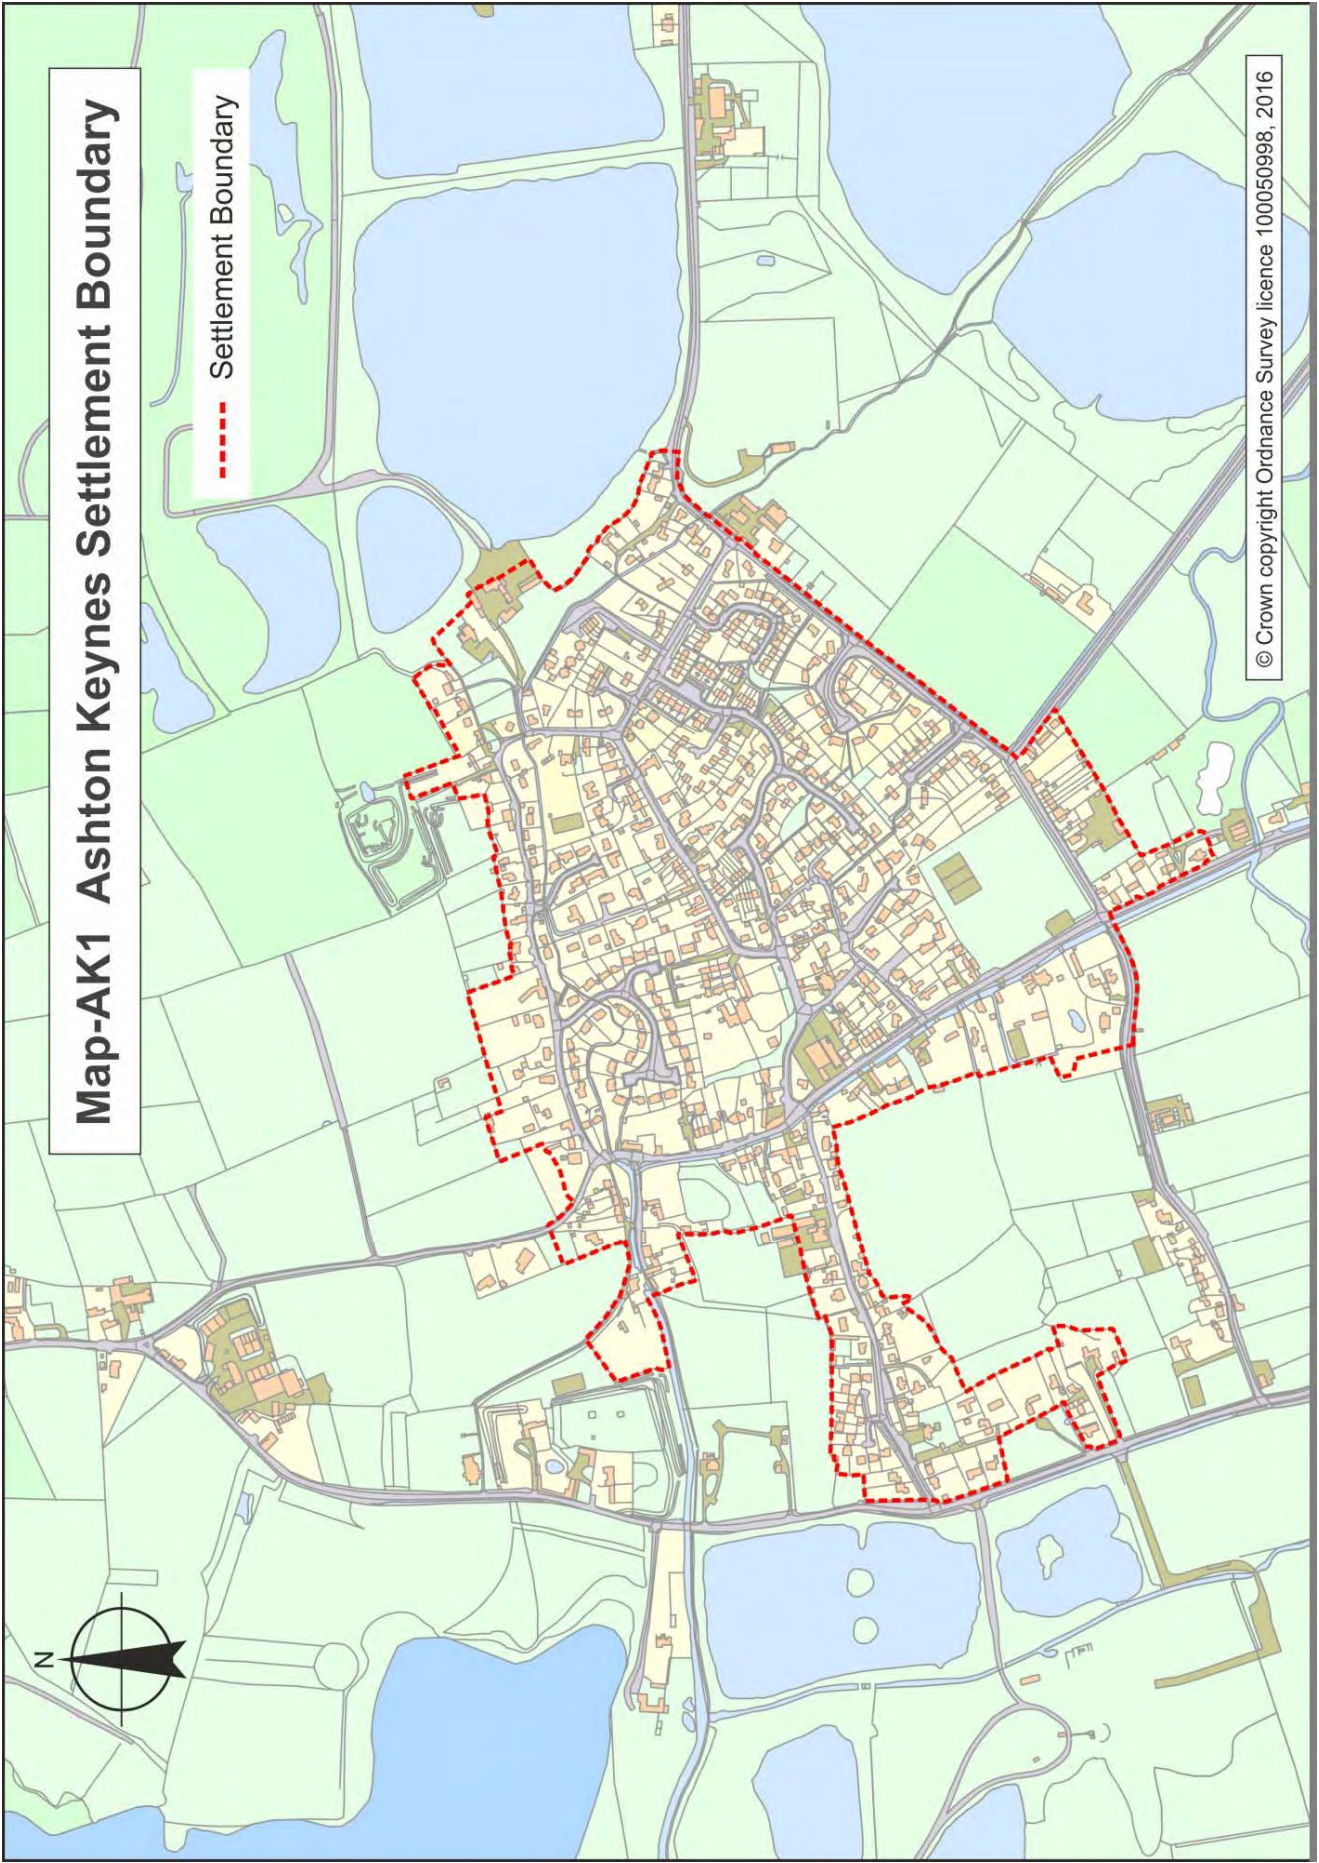 Map-AK1 Ashton Keynes Settlement Boundary
Settlement Boundary
N
© Crown copyright Ordnance Survey licence 100050998, 2016